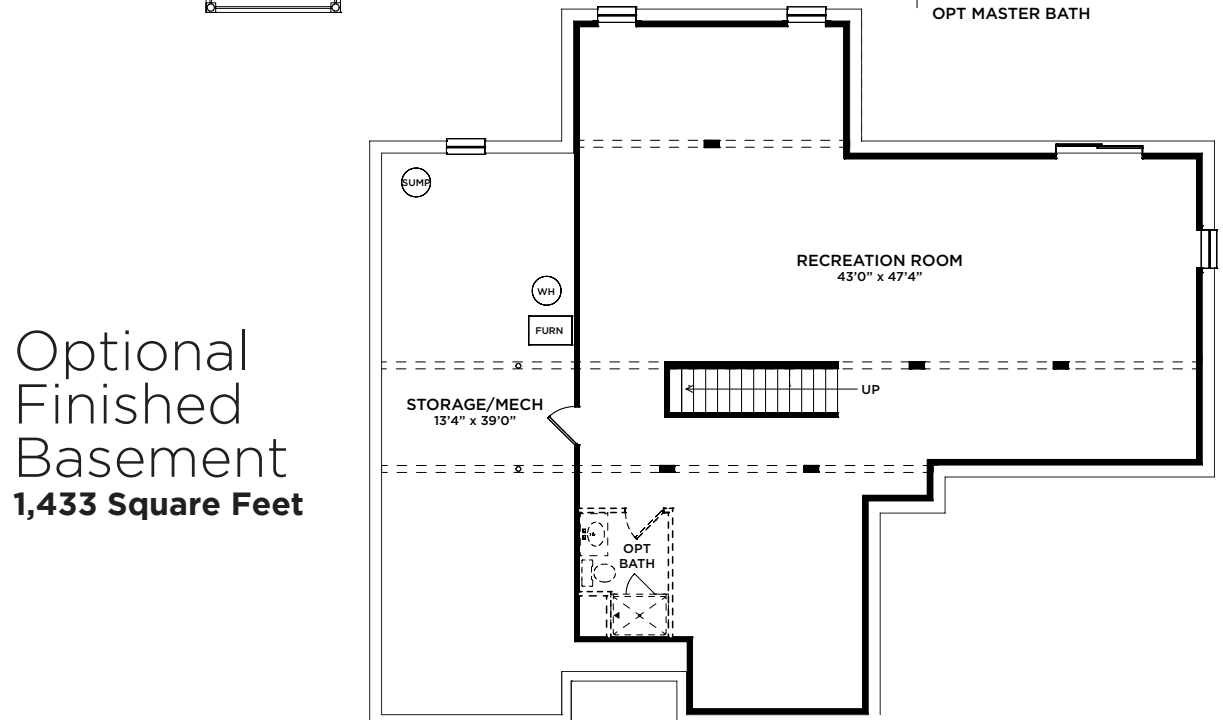 OPT MASTER BATH
SUMP
RECREATION ROOM
43’0” x 47’4”
WH
FURN
Optional
Finished
Basement
1,433 Square Feet
STORAGE/MECH
13’4” x 39’0”
UP
OPT
BATH